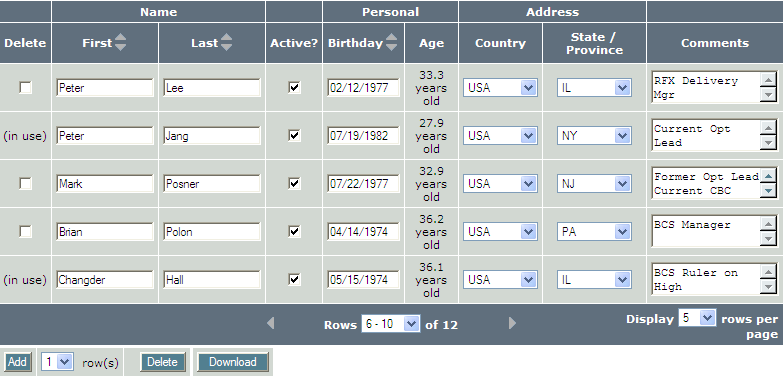 Name Personal Address
Delete First Last Active? Birthday Age Country State / Province Comments
Peter Lee 02/12/1977 33.3 years old USA IL RFX Delivery Mgr
(in use) Peter Jang 07/19/1982 27.9 years old USA NY Current Opt Lead
Mark Posner 07/22/1977 32.9 years old USA NJ Former Opt Lead Current CBC
Brian Polon 04/14/1974 36.2 years old USA PA BCS Manager
(in use) Changder Hall 05/15/1974 36.1 years old USA IL BCS Ruler on High
Rows 6 - 10 of 12 Display 5 rows per page
Add 1 row(s) Delete Download